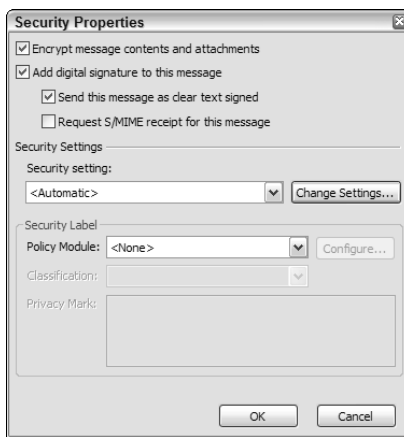 Security Properties
Encrypt message contents and attachments
Add digital signature to this message
Send this message as clear text signed
Request S/MIME receipt for this message
Security Settings
Security setting:
<Automatic>
Change Settings...
Security Label
Policy Module: <None>
Configure...
Classification:
Privacy Mark:
OK Cancel